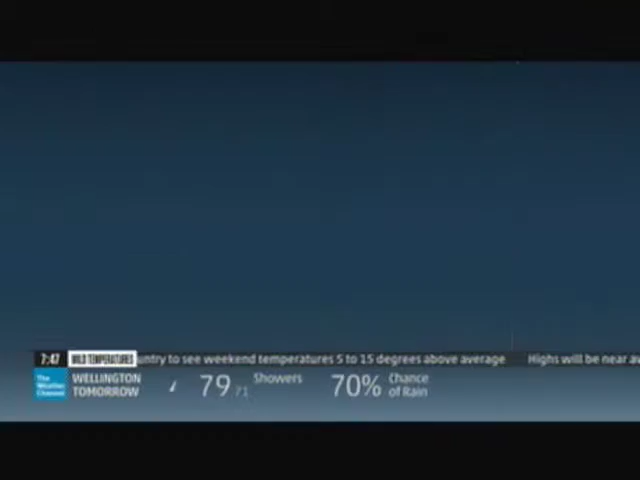 7:47 MILD TEMPERATURES untry to see weekend temperatures 5 to 15 degrees above average Highs will be near av
The
Weather
Channel
WELLINGTON
TOMORROW
79 /71 Showers
70% Chance
of Rain